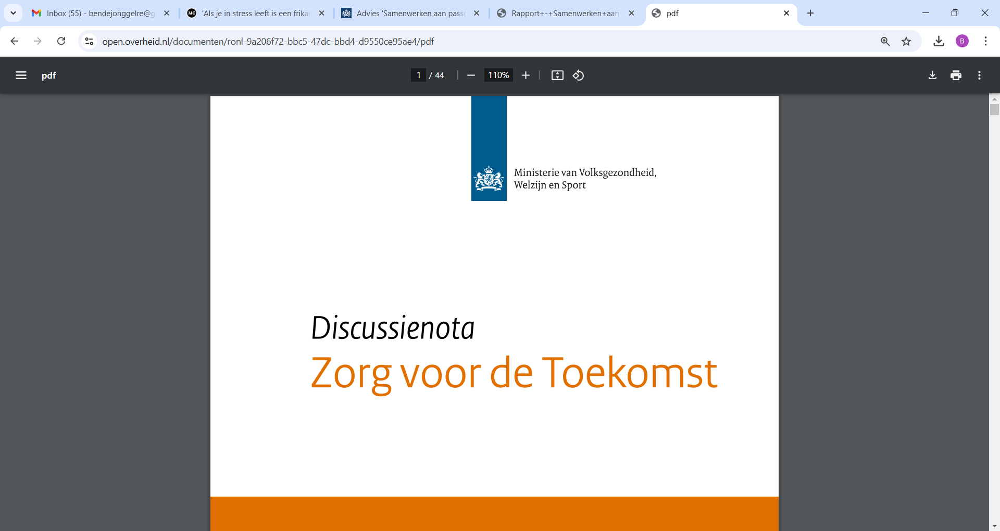 Inbox (55) - bendejonggelre@g
'Als je in stress leeft is een frika
Advies 'Samenwerken aan pass
Rapport+-+Samenwerken+aan
pdf
open.overheid.nl/documenten/ronl-9a206f72-bbc5-47dc-bbd4-d9550ce95ae4/pdf
B
pdf
1 / 44
110%
Ministerie van Volksgezondheid,
Welzijn en Sport
Discussienota
Zorg voor de Toekomst